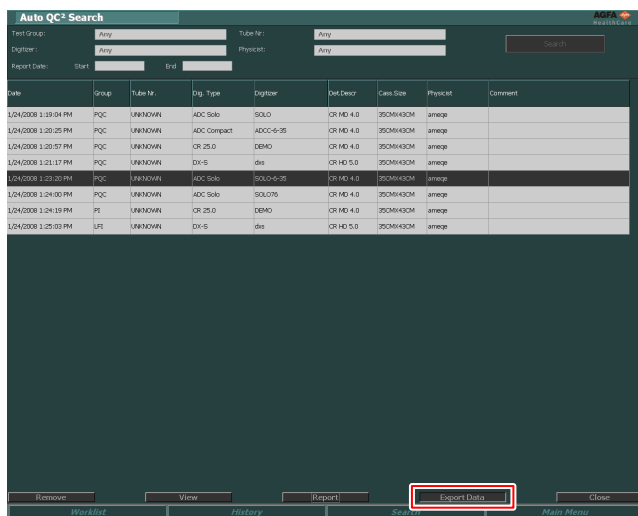 Auto QC² Search
AGFA
HealthCare
Test Group: Any Tube Nr: Any
Digitizer: Any Physicist: Any
Search
Report Date: Start End
Date Group Tube Nr. Dig. Type Digitizer Det.Descr Cass.Size Physicist Comment
1/24/2008 1:19:04 PM PQC UNKNOWN ADC Solo SOLO CR MD 4.0 35CMX43CM ameqe
1/24/2008 1:20:25 PM PQC UNKNOWN ADC Compact ADCC-6-35 CR MD 4.0 35CMX43CM ameqe
1/24/2008 1:20:57 PM PQC UNKNOWN CR 25.0 DEMO CR MD 4.0 35CMX43CM ameqe
1/24/2008 1:21:17 PM PQC UNKNOWN DX-S dxs CR HD 5.0 35CMX43CM ameqe
1/24/2008 1:23:20 PM PQC UNKNOWN ADC Solo SOLO-6-35 CR MD 4.0 35CMX43CM ameqe
1/24/2008 1:24:00 PM PQC UNKNOWN ADC Solo SOLO76 CR MD 4.0 35CMX43CM ameqe
1/24/2008 1:24:19 PM PI UNKNOWN CR 25.0 DEMO CR MD 4.0 35CMX43CM ameqe
1/24/2008 1:25:03 PM LFI UNKNOWN DX-S dxs CR HD 5.0 35CMX43CM ameqe
Remove View Report Export Data Close
Worklist History Search Main Menu